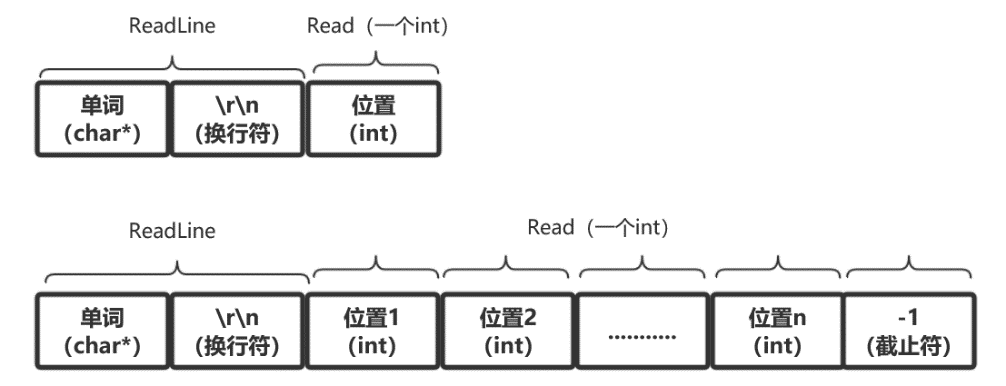 ReadLine
Read（一个int）
单词
（char*）
\r\n
（换行符）
位置
（int）
ReadLine
Read（一个int）
单词
（char*）
\r\n
（换行符）
位置1
（int）
位置2
（int）
...........
位置n
（int）
-1
（截止符）